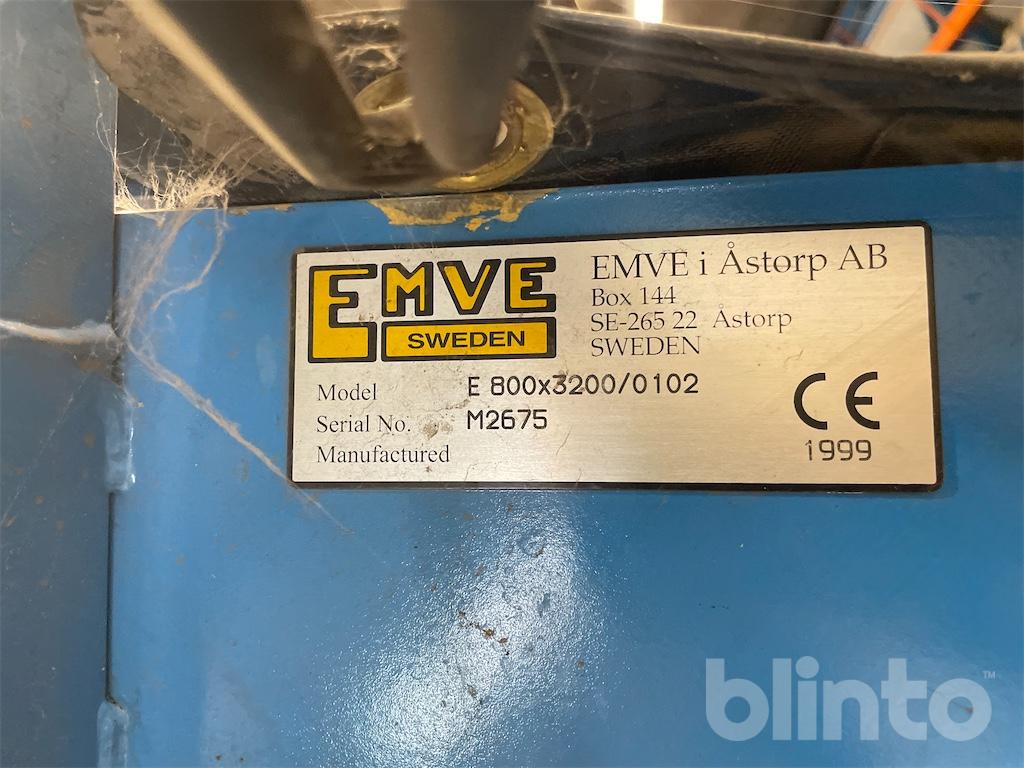 EMVE
SWEDEN
EMVE i Åstorp AB
Box 144
SE-265 22 Åstorp
SWEDEN
Model E 800x3200/0102
Serial No. M2675
Manufactured
CE
1999
blinto™